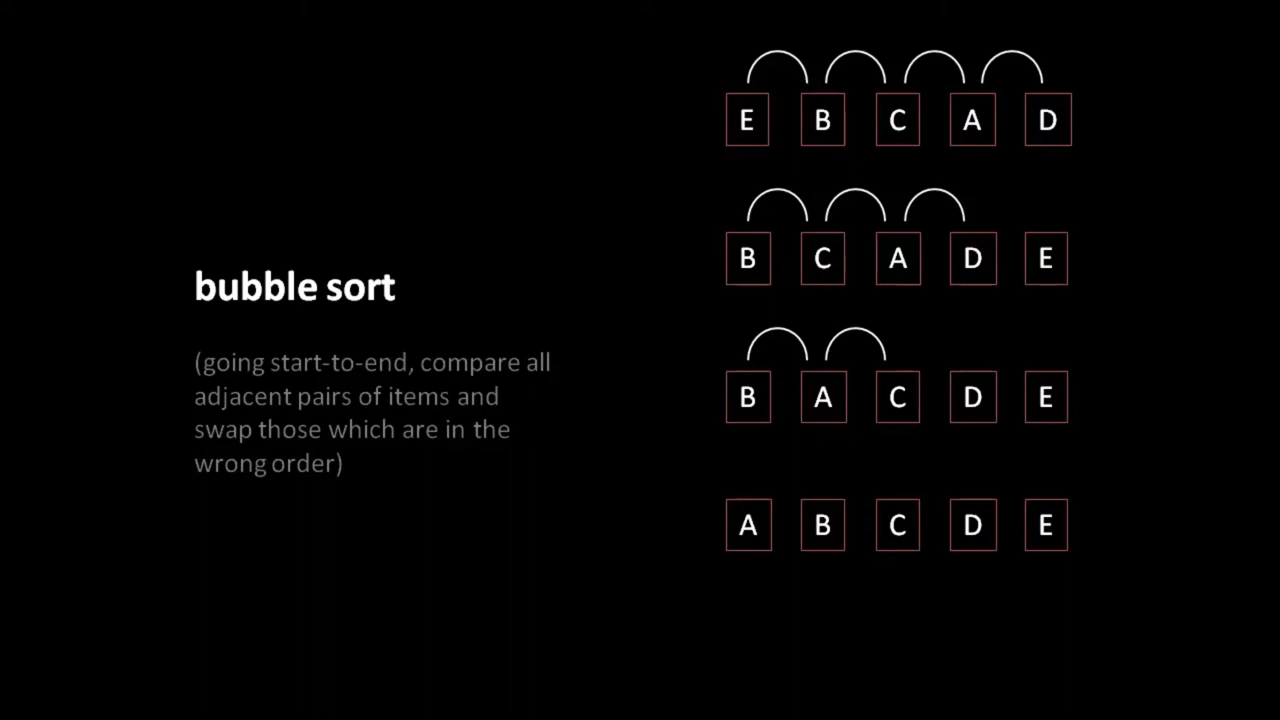 bubble sort
(going start-to-end, compare all
adjacent pairs of items and
swap those which are in the
wrong order)
E B C A D
B C A D E
B A C D E
A B C D E